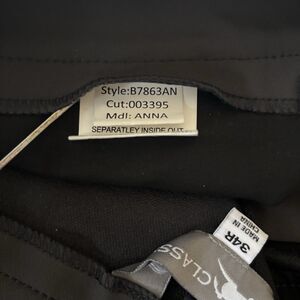 Style:B7863AN
Cut:003395
Mdl: ANNA
SEPARATLEY INSIDE OUT
34R
MADE IN
CHINA
CLASS